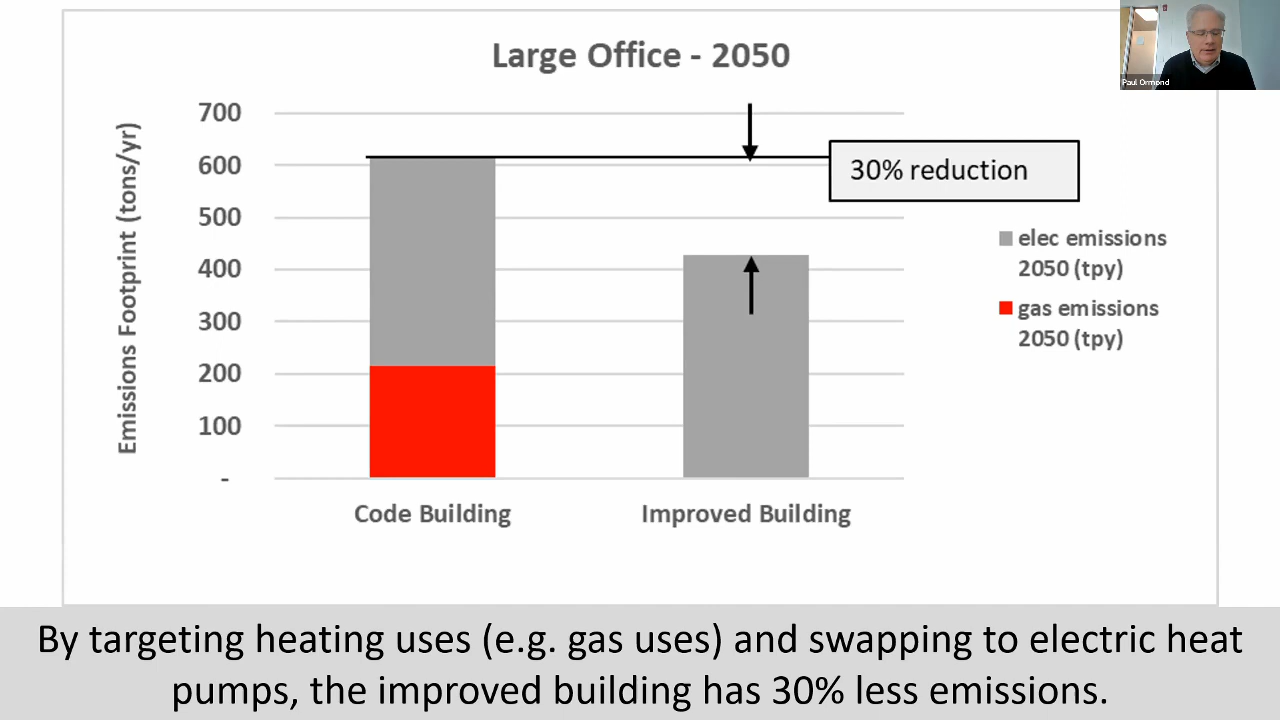 Large Office - 2050
Paul Ormond
Emissions Footprint (tons/yr)
700
600
500
400
300
200
100
-
30% reduction
elec emissions
2050 (tpy)
gas emissions
2050 (tpy)
Code Building
Improved Building
By targeting heating uses (e.g. gas uses) and swapping to electric heat
pumps, the improved building has 30% less emissions.